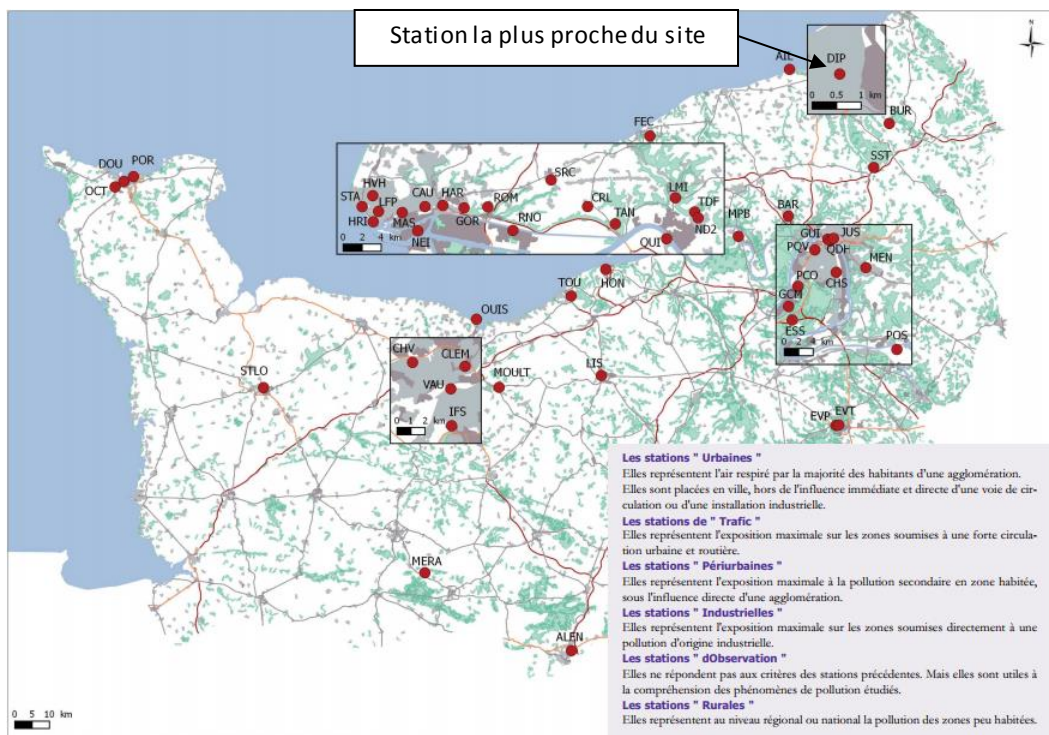 Station la plus proche du site
AIL
DIP
0 0.5 1 km
BUR
FEC
SST
DOU
POR
OCT
HVH
STA
LFP
HRI
MAS
CAU
HAR
NEI
GOR
ROM
RNO
SRC
CRL
TAN
LMI
TDF
ND2
QUI
0 2 4 km
MPB
BAR
GUI
JUS
PQV
QDH
MEN
PCO
CHS
GCM
ESS
POS
0 2 4 km
TOU
HON
OUIS
CHV
CLEM
VAU
IFS
0 1 2 km
MOULT
LIS
STLO
EVP
EVT
MERA
ALEN
0 5 10 km
Les stations " Urbaines "
Elles représentent l'air respiré par la majorité des habitants d'une agglomération.
Elles sont placées en ville, hors de l'influence immédiate et directe d'une voie de cir-
culation ou d'une installation industrielle.
Les stations de " Trafic "
Elles représentent l'exposition maximale sur les zones soumises à une forte circula-
tion urbaine et routière.
Les stations " Périurbaines "
Elles représentent l'exposition maximale à la pollution secondaire en zone habitée,
sous l'influence directe d'une agglomération.
Les stations " Industrielles "
Elles représentent l'exposition maximale sur les zones soumises directement à une
pollution d'origine industrielle.
Les stations " dObservation "
Elles ne répondent pas aux critères des stations précédentes. Mais elles sont utiles à
la compréhension des phénomènes de pollution étudiés.
Les stations " Rurales "
Elles représentent au niveau régional ou national la pollution des zones peu habitées.